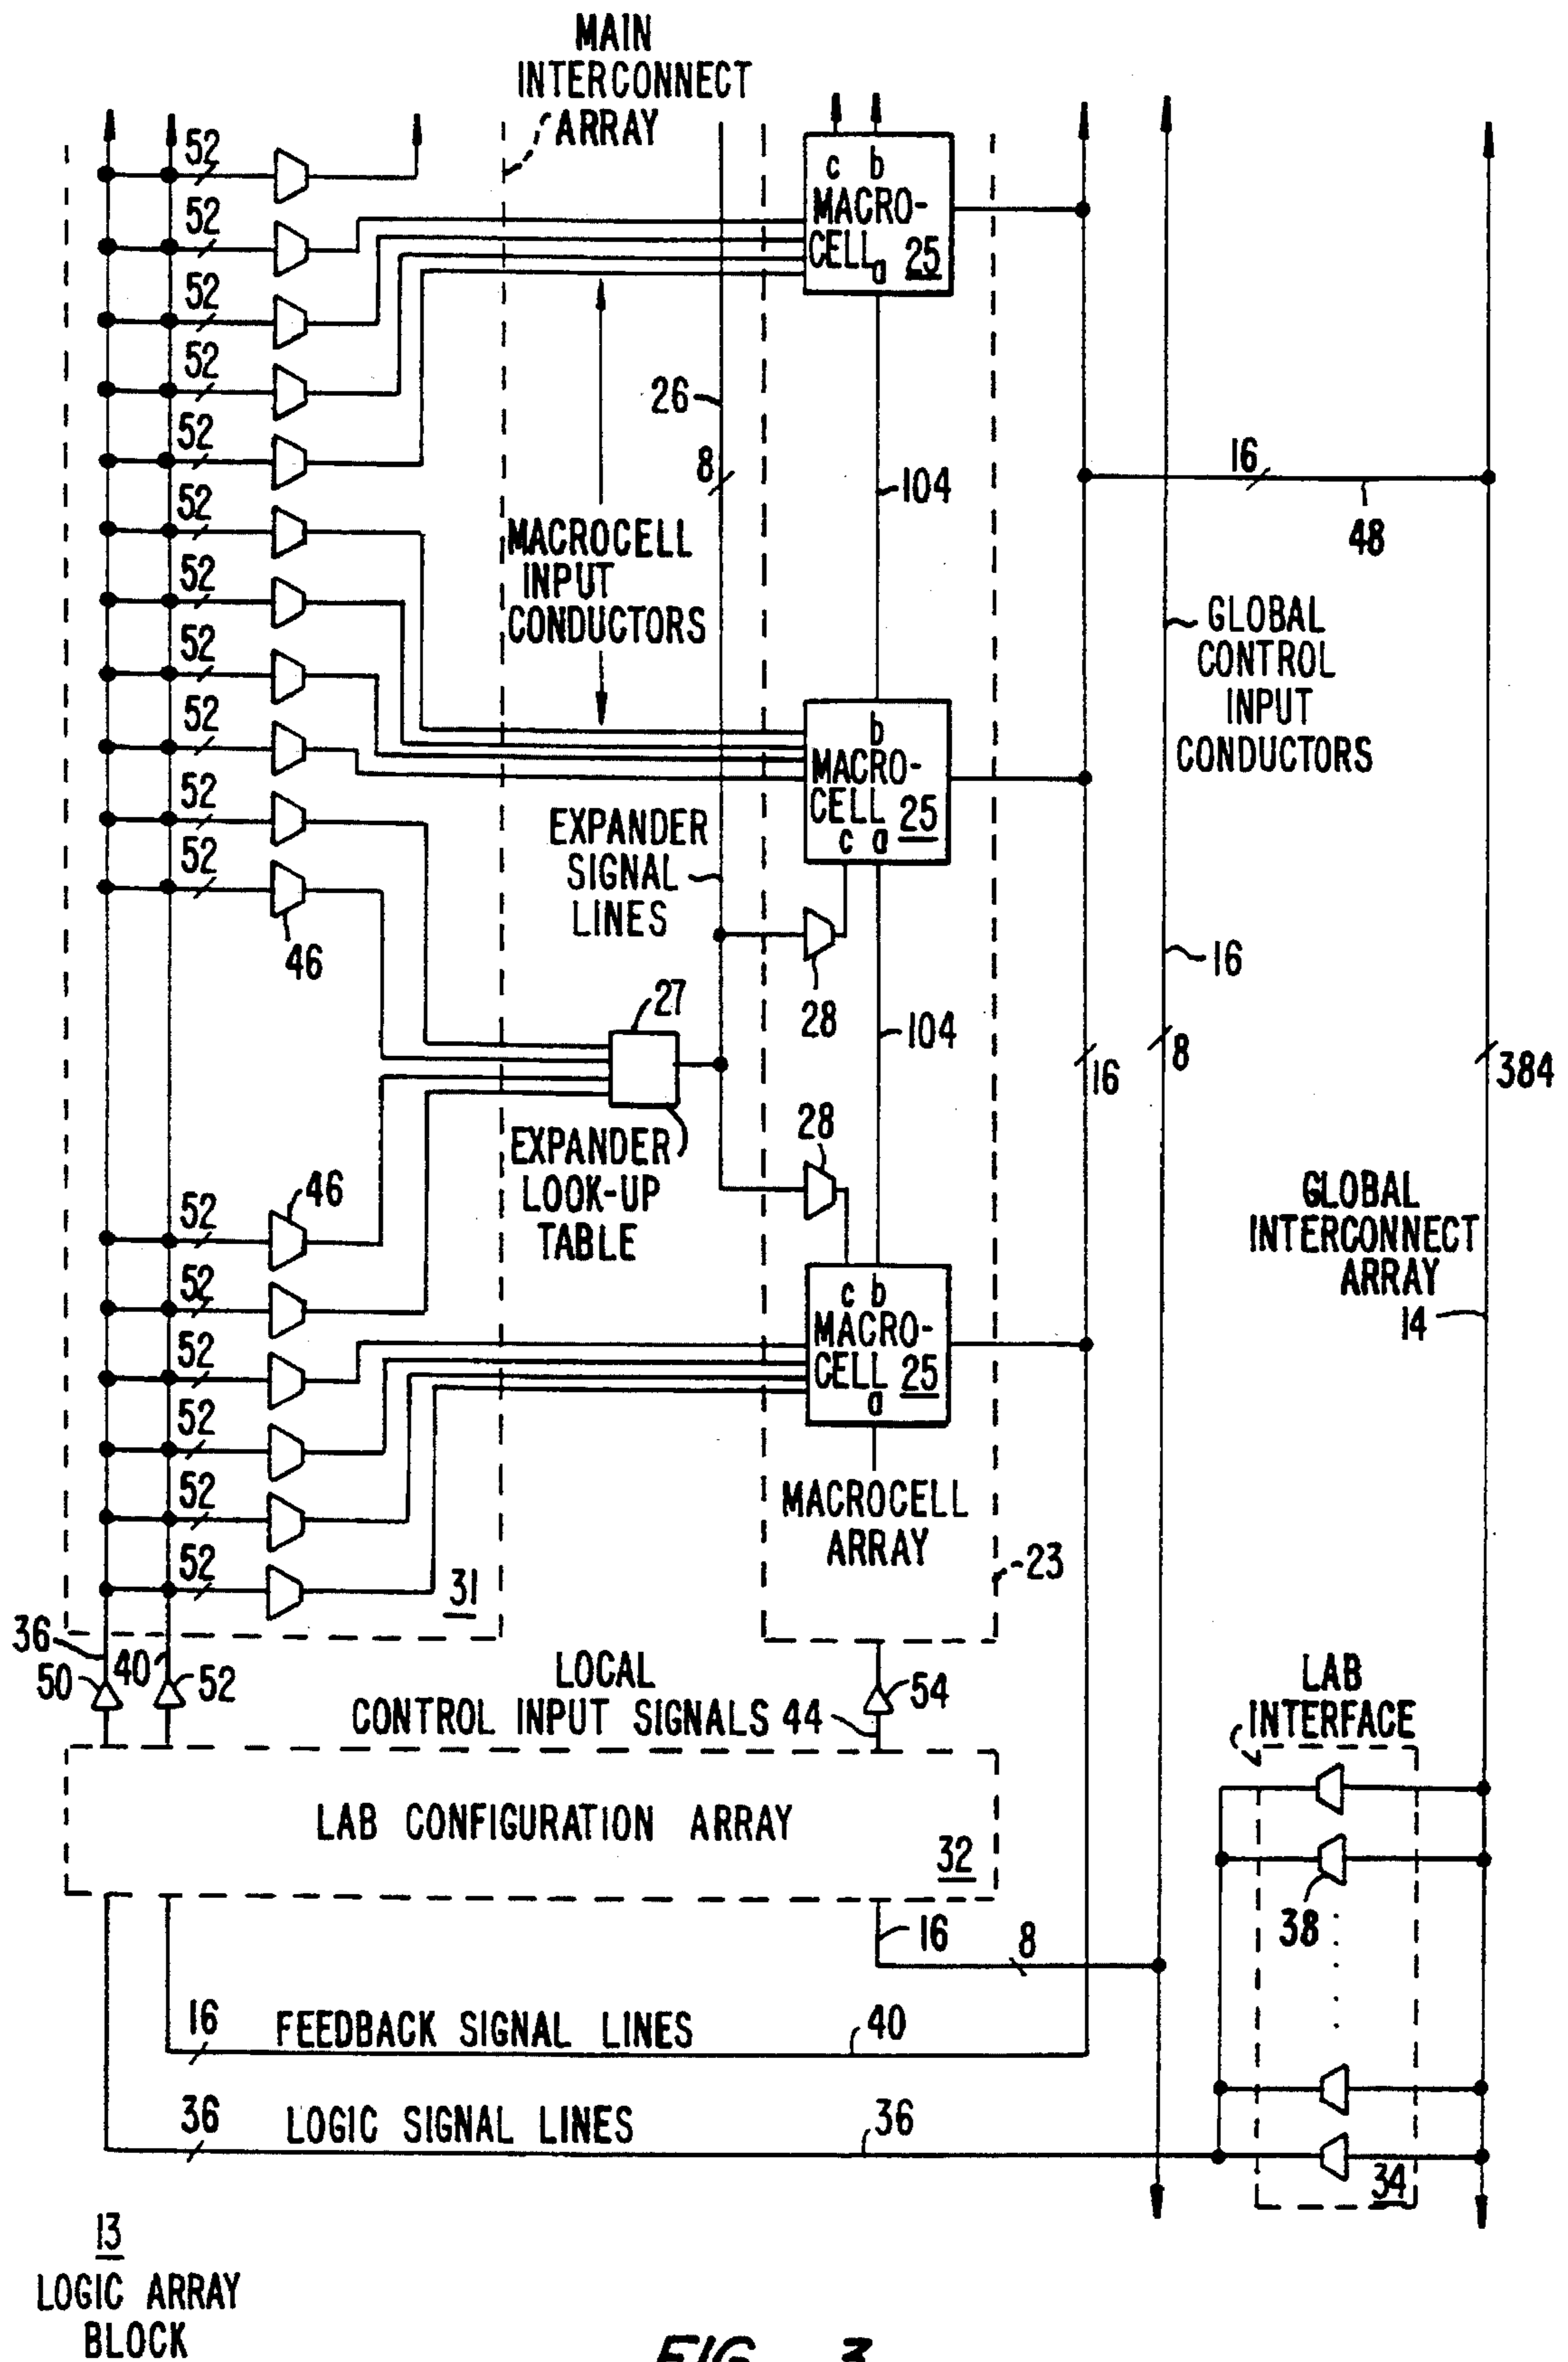 MAIN
INTERCONNECT
ARRAY
52
52
52
52
52
52
52
52
52
52
52
46
c b
MACRO-
CELL 25
a
26
8
104
MACROCELL
INPUT
CONDUCTORS
16
48
GLOBAL
CONTROL
INPUT
CONDUCTORS
b
MACRO-
CELL 25
c a
EXPANDER
SIGNAL
LINES
28
16
27
104
16
8
384
EXPANDER
LOOK-UP
TABLE
28
46
52
52
52
52
52
52
GLOBAL
INTERCONNECT
ARRAY
14
c b
MACRO-
CELL 25
a
MACROCELL
ARRAY
23
31
36
50
40
52
LOCAL
CONTROL INPUT SIGNALS 44
54
LAB
INTERFACE
LAB CONFIGURATION ARRAY
32
38
16
8
16
FEEDBACK SIGNAL LINES
40
36
LOGIC SIGNAL LINES
36
34
13
LOGIC ARRAY
BLOCK
FIG. 3